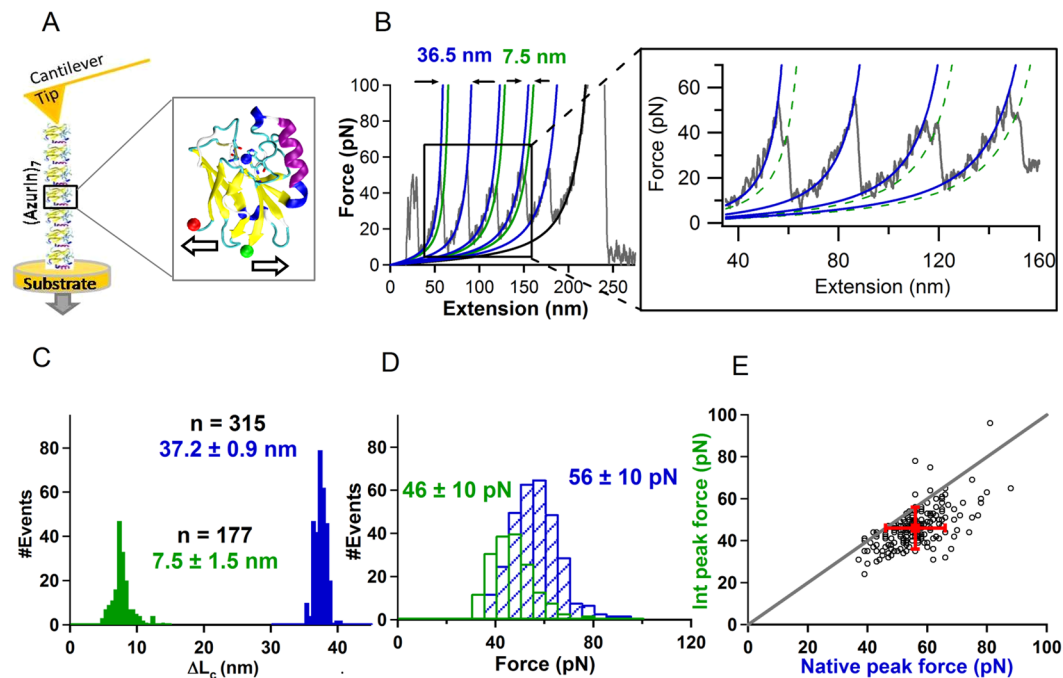 A
Cantilever
Tip
(Azurin)7
Substrate
B
36.5 nm 7.5 nm
100
80
60
40
20
0
Force (pN)
0 50 100 150 200 250
Extension (nm)
60
40
20
0
Force (pN)
40 80 120 160
Extension (nm)
C
n = 315
37.2 ± 0.9 nm
n = 177
7.5 ± 1.5 nm
80
60
40
20
0
#Events
0 20 40
ΔLc (nm)
D
46 ± 10 pN
56 ± 10 pN
80
60
40
20
0
#Events
0 40 80 120
Force (pN)
E
100
80
60
40
20
0
Int peak force (pN)
0 20 40 60 80 100
Native peak force (pN)